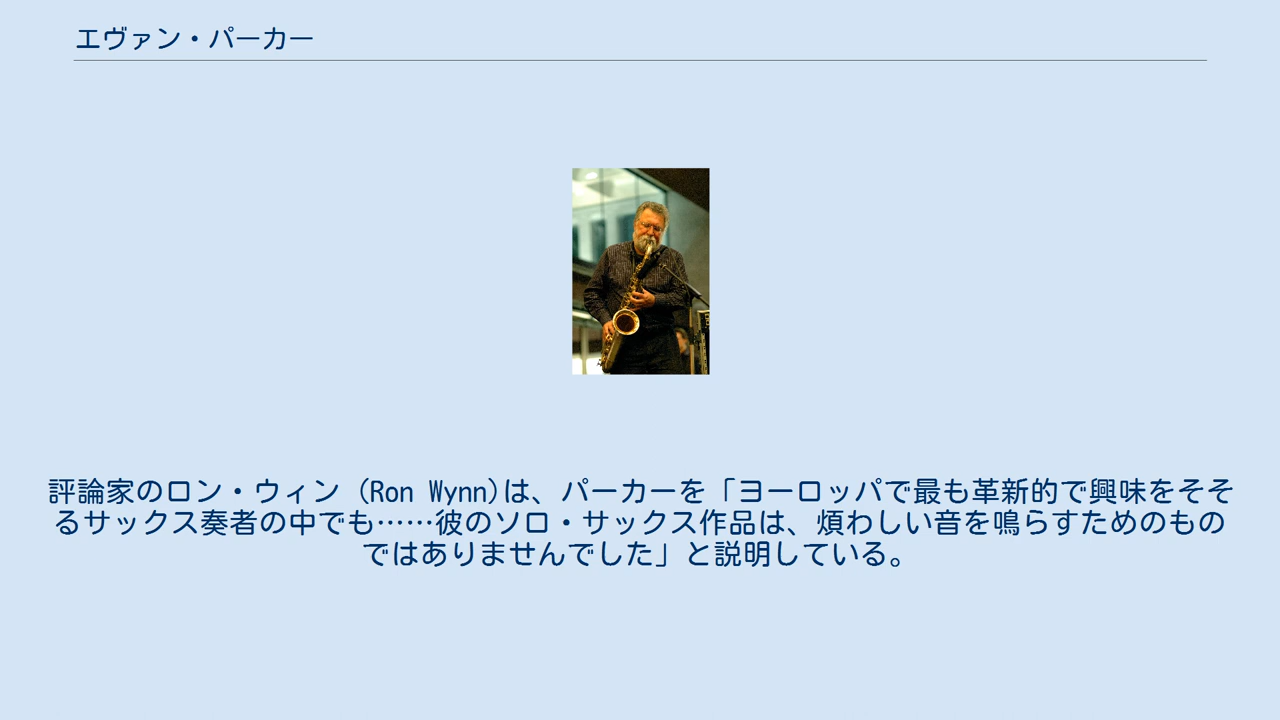 エヴァン・パーカー
評論家のロン・ウィン (Ron Wynn)は、パーカーを「ヨーロッパで最も革新的で興味をそそ
るサックス奏者の中でも……彼のソロ・サックス作品は、煩わしい音を鳴らすためのもの
ではありませんでした」と説明している。